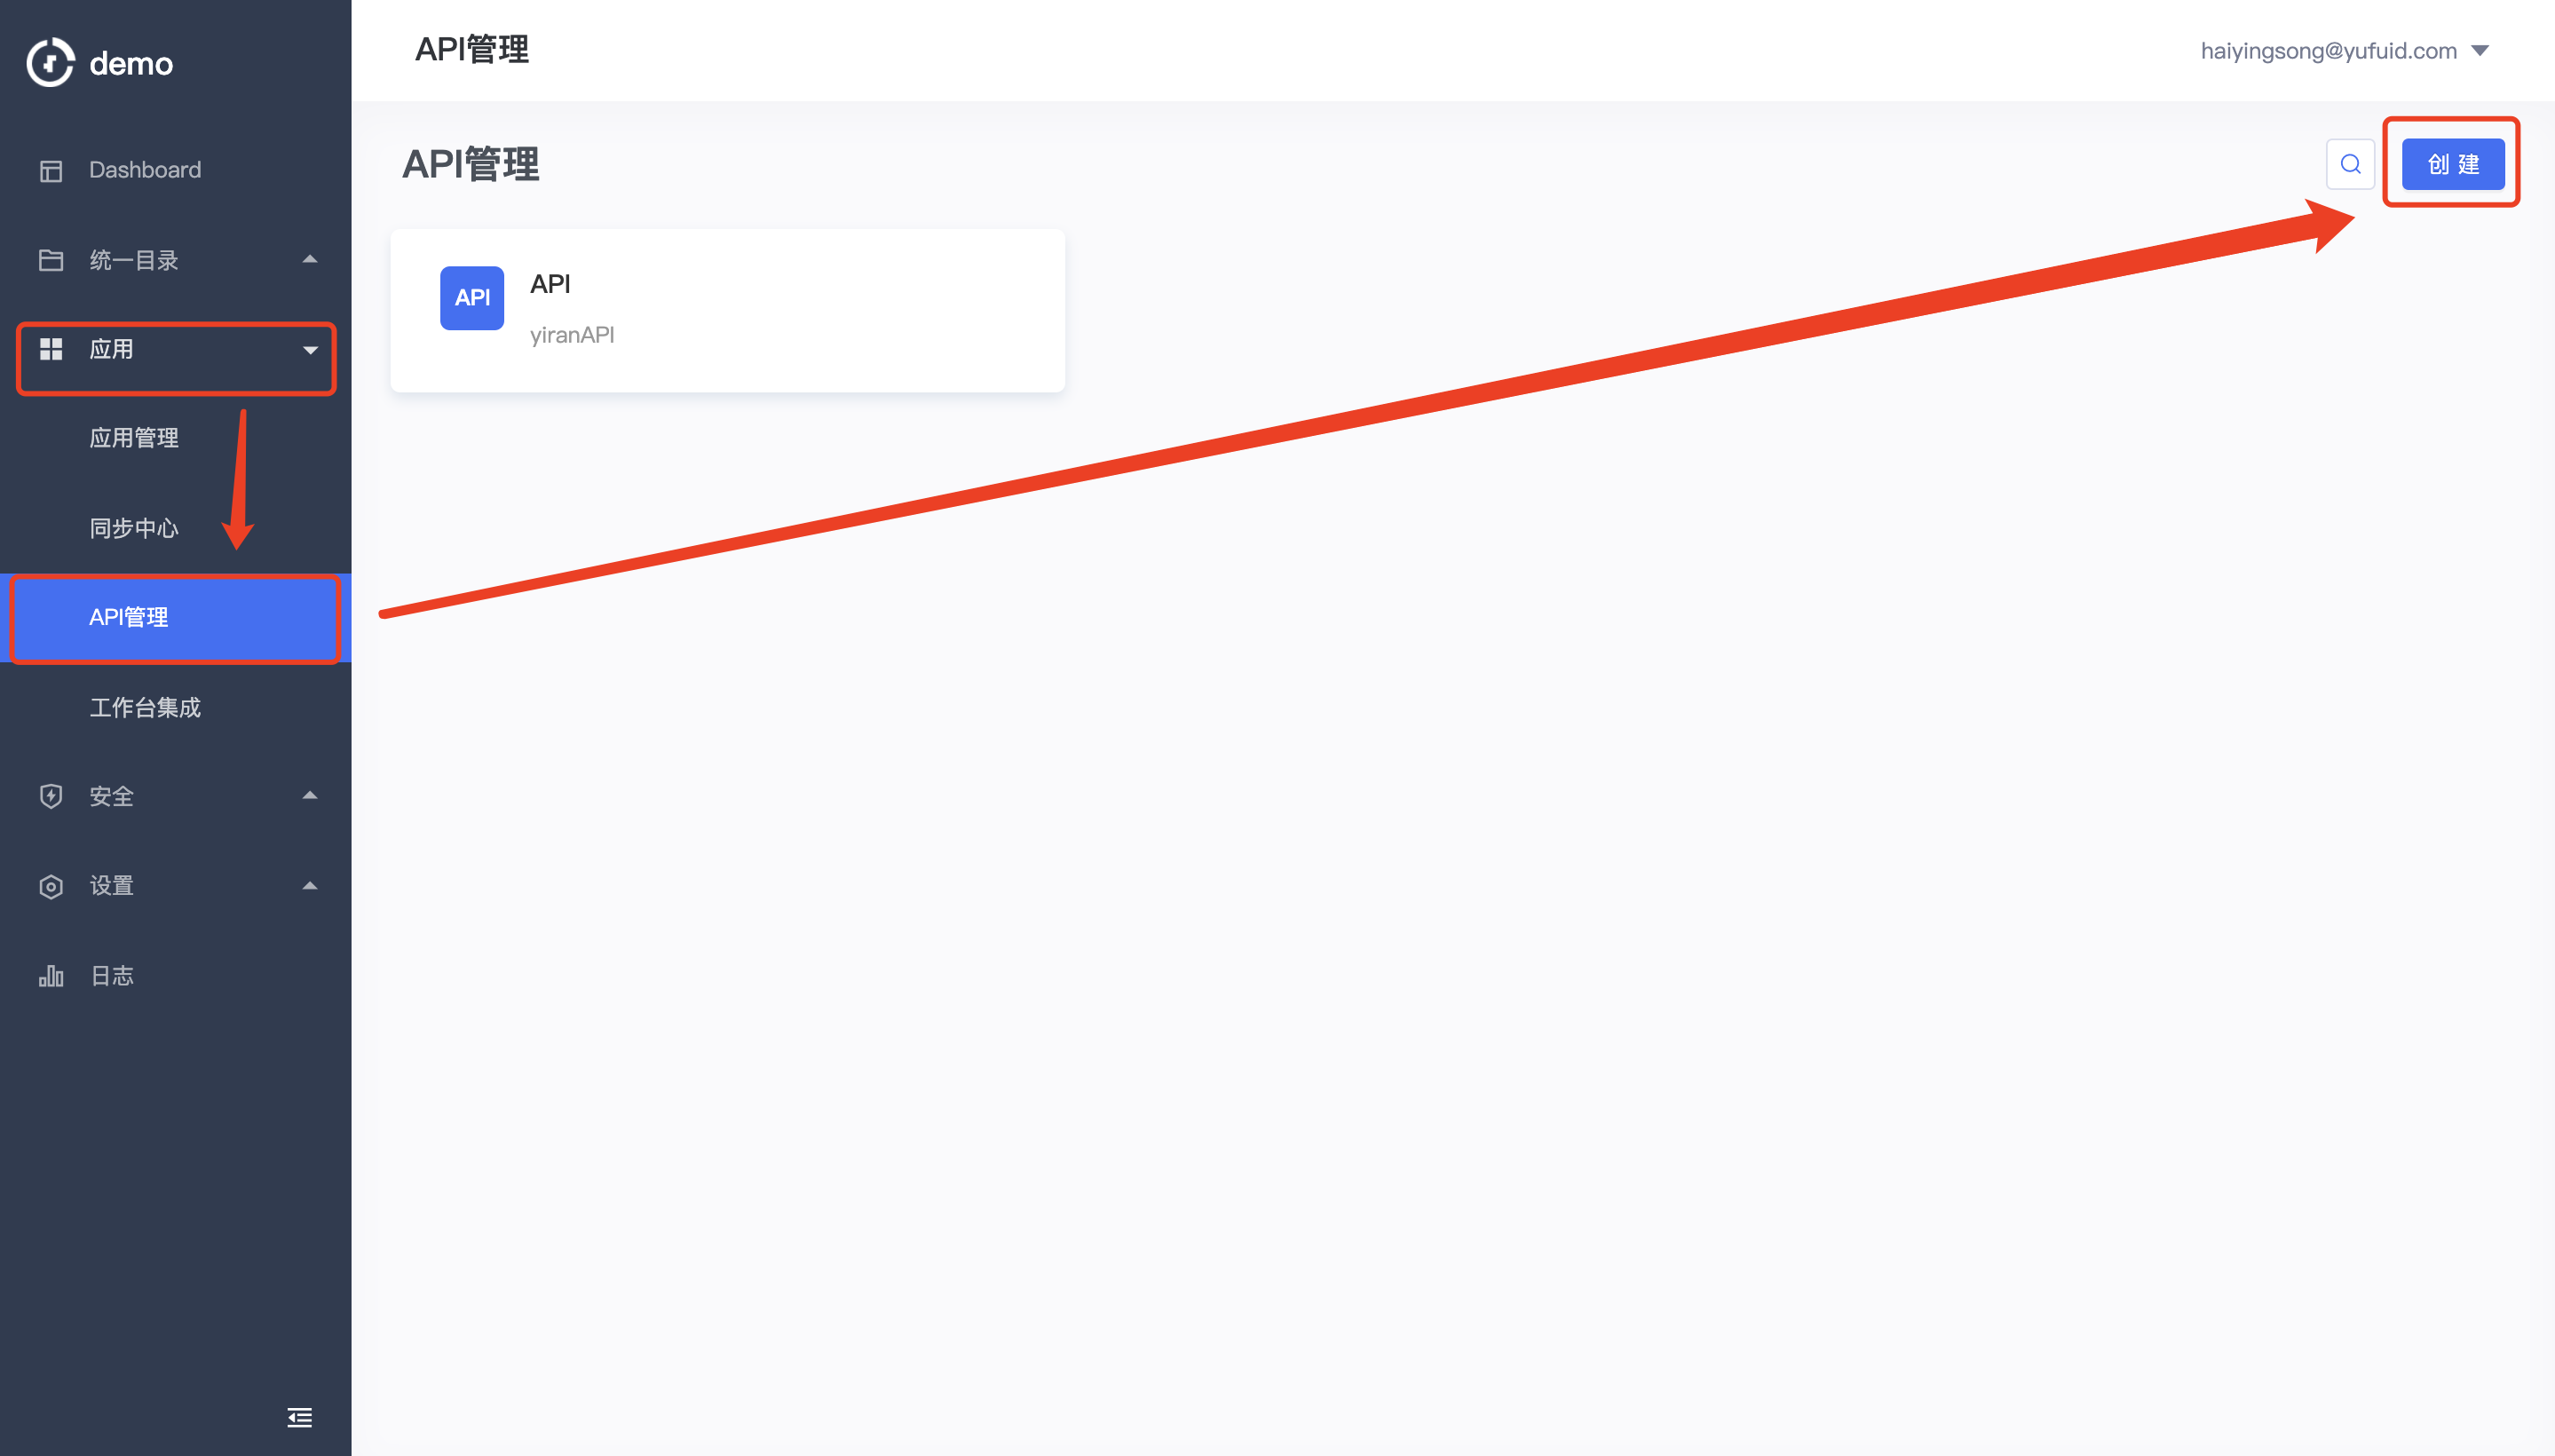 demo
Dashboard
统一目录
应用
应用管理
同步中心
API管理
工作台集成
安全
设置
日志
API管理
haiyingsong@yufuid.com
API管理
创 建
API
API
yiranAPI